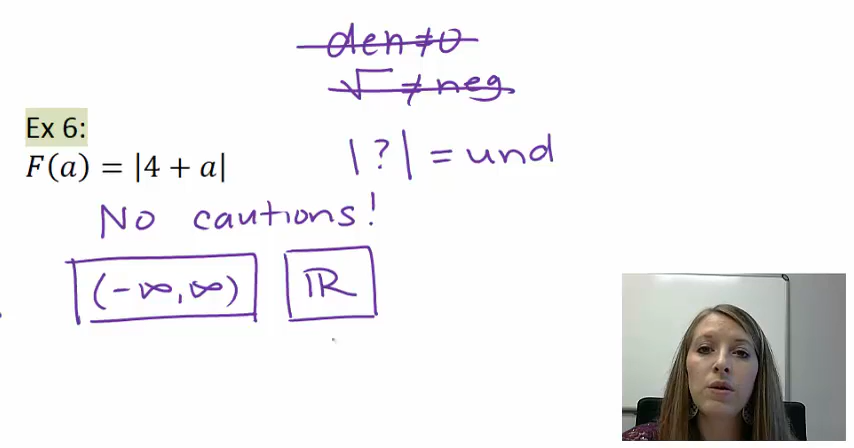 den≠0
√ ≠ neg.
Ex 6:
F(a) = |4 + a|
|?| = und
No cautions!
(-∞,∞) ℝ